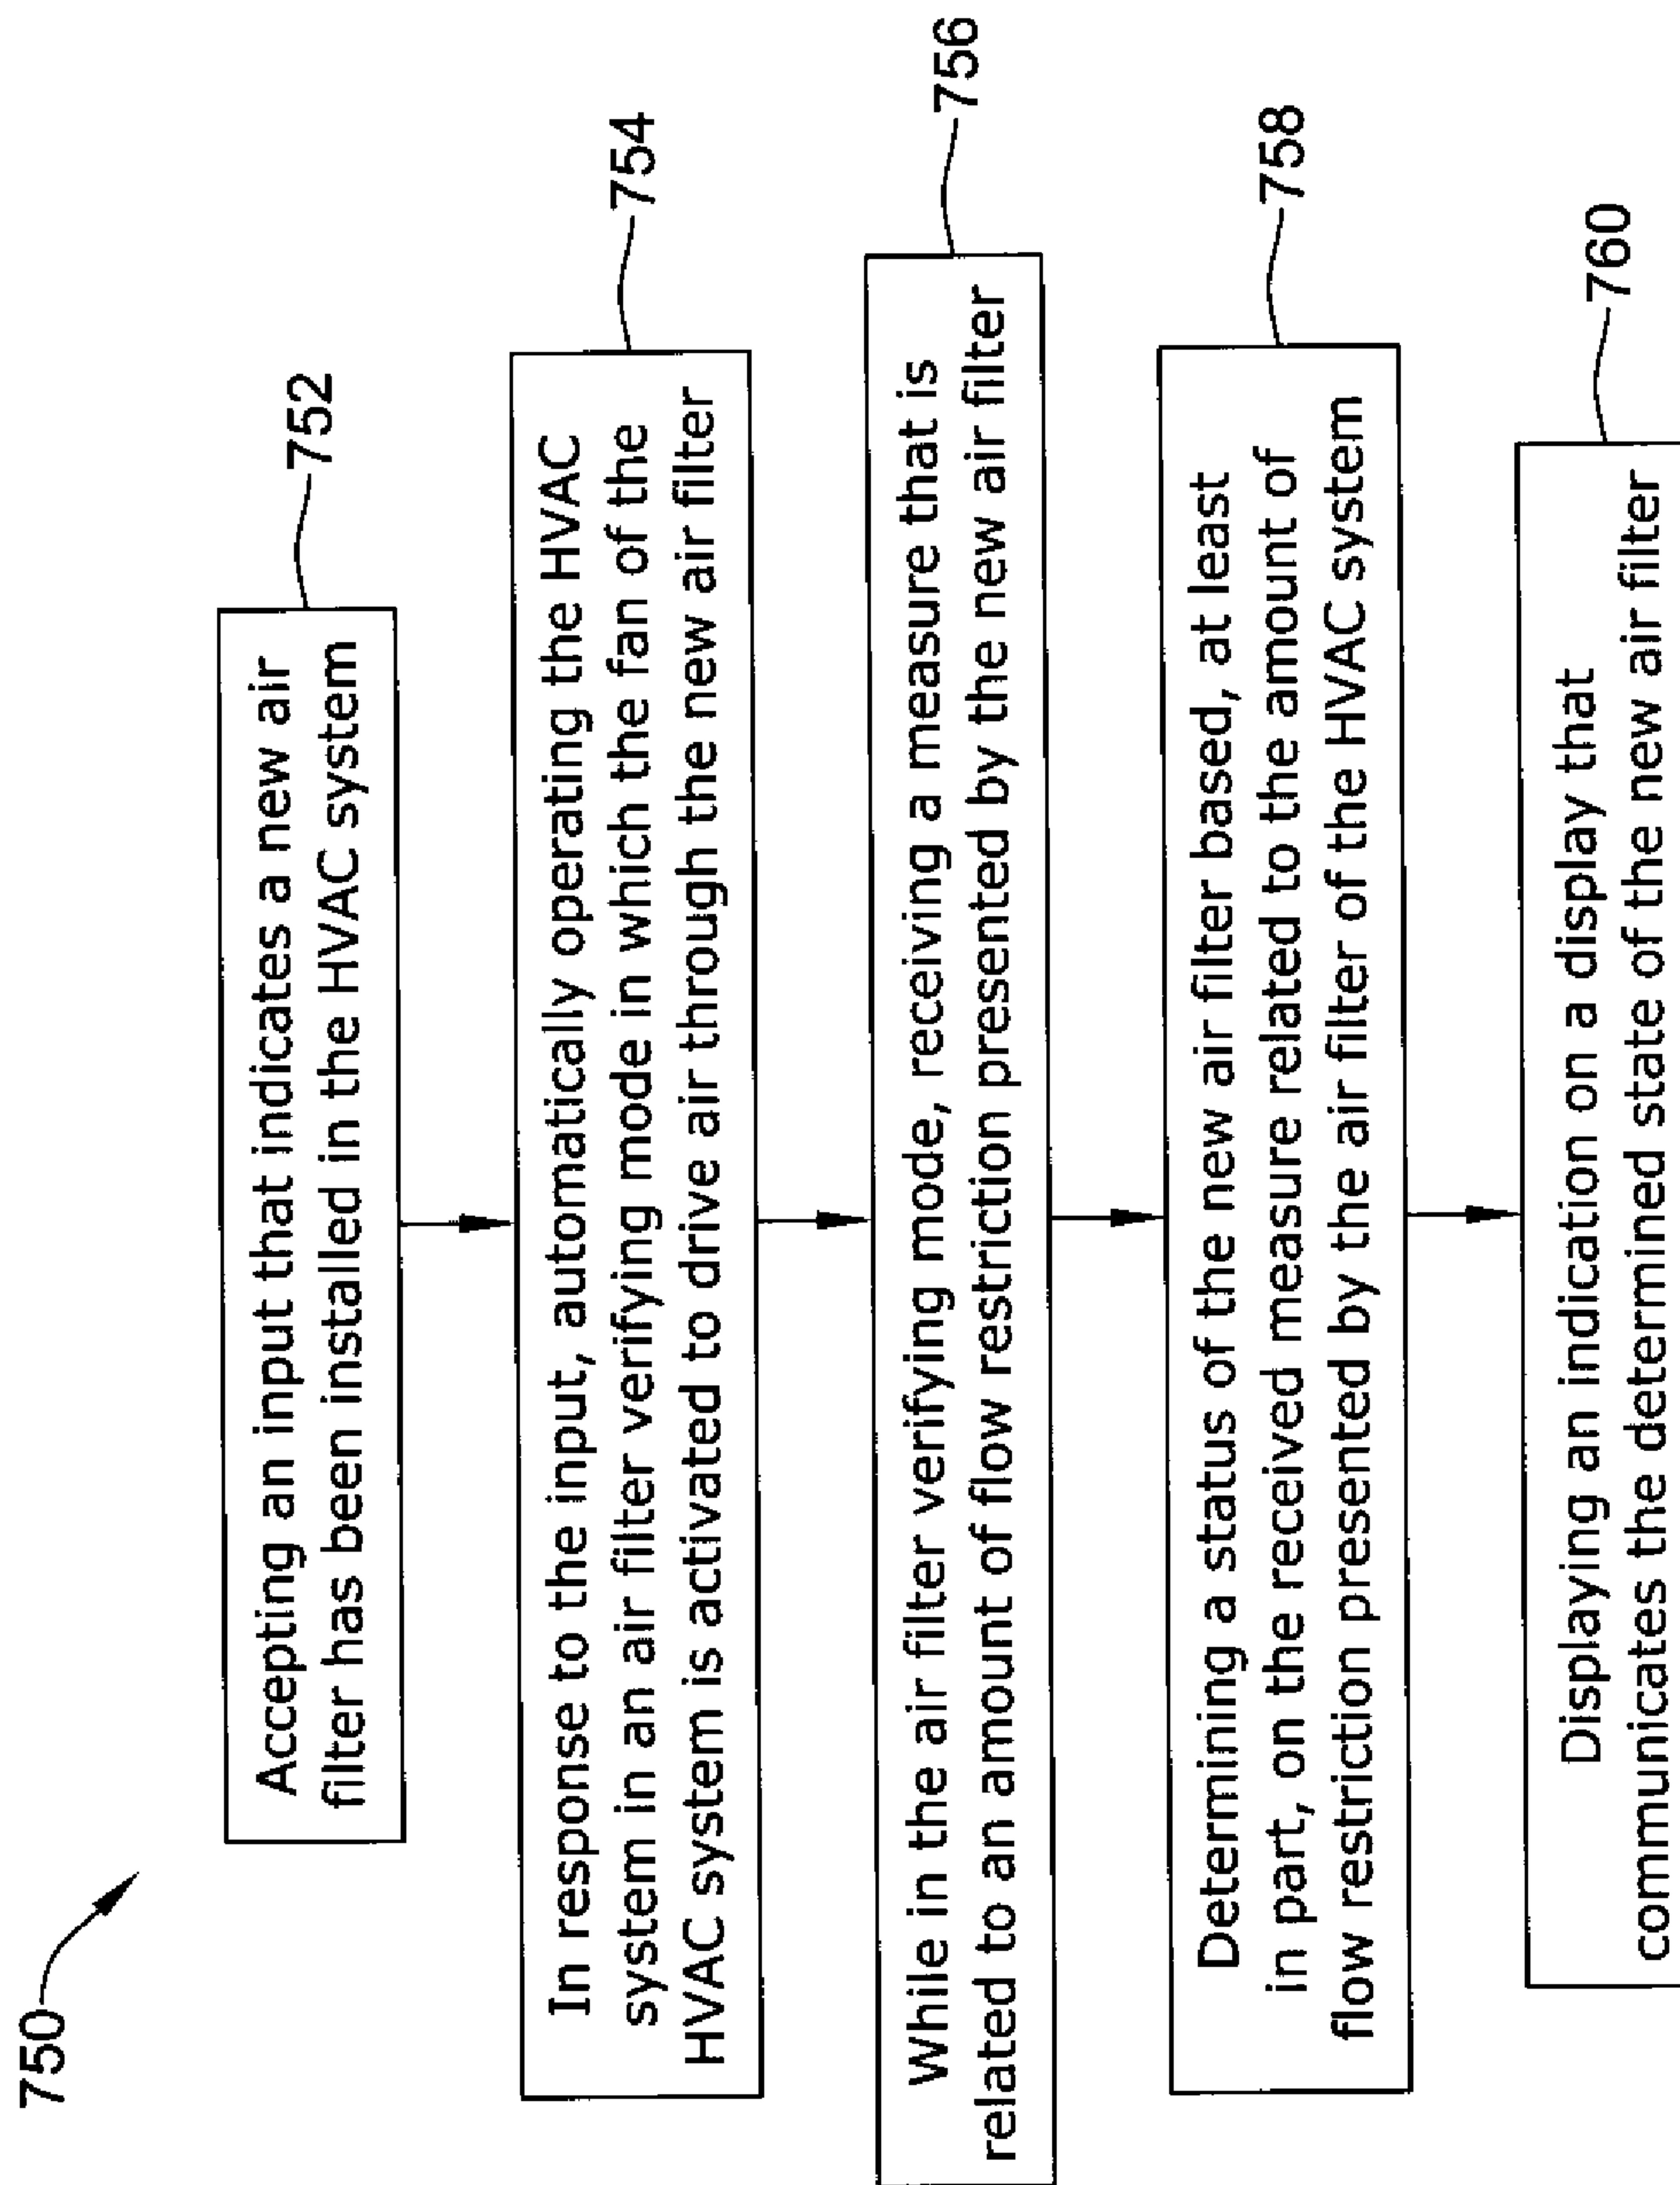 750
Accepting an input that indicates a new air
filter has been installed in the HVAC system
752
In response to the input, automatically operating the HVAC
system in an air filter verifying mode in which the fan of the
HVAC system is activated to drive air through the new air filter
754
While in the air filter verifying mode, receiving a measure that is
related to an amount of flow restriction presented by the new air filter
756
Determining a status of the new air filter based, at least
in part, on the received measure related to the amount of
flow restriction presented by the air filter of the HVAC system
758
Displaying an indication on a display that
communicates the determined state of the new air filter
760